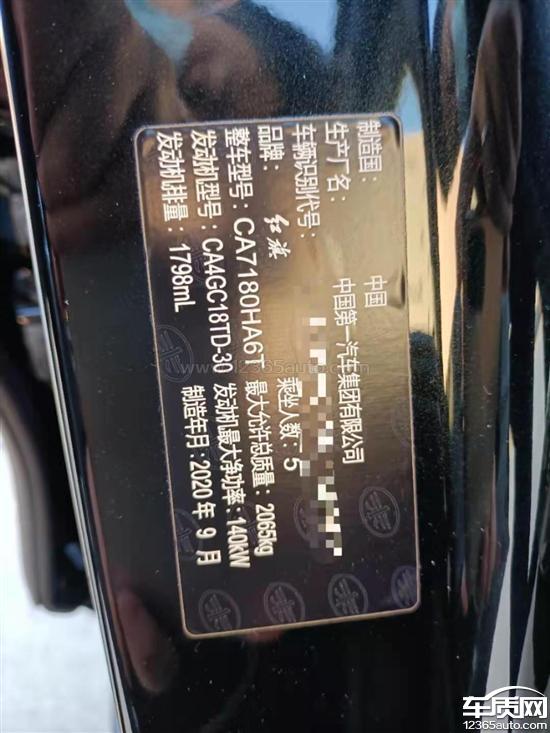 制造国： 中国
生产厂名： 中国第一汽车集团有限公司
车辆识别代号：
品牌： 红旗 乘坐人数：5
整车型号：CA7180HA6T 最大允许总质量：2065kg
发动机型号：CA4GC18TD-30 发动机最大净功率：140kW
发动机排量：1798mL 制造年月：2020年9月
www.12365auto.com
车质网
12365auto.com